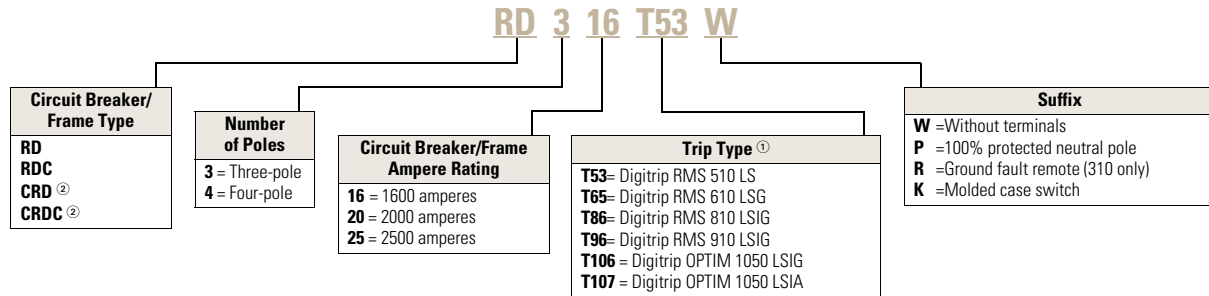 RD 3 16 T53 W
Circuit Breaker/
Frame Type
RD
RDC
CRD ②
CRDC ②
Number
of Poles
3 = Three-pole
4 = Four-pole
Circuit Breaker/Frame
Ampere Rating
16 = 1600 amperes
20 = 2000 amperes
25 = 2500 amperes
Trip Type ①
T53= Digitrip RMS 510 LS
T65= Digitrip RMS 610 LSG
T86= Digitrip RMS 810 LSIG
T96= Digitrip RMS 910 LSIG
T106 = Digitrip OPTIM 1050 LSIG
T107 = Digitrip OPTIM 1050 LSIA
Suffix
W =Without terminals
P =100% protected neutral pole
R =Ground fault remote (310 only)
K =Molded case switch